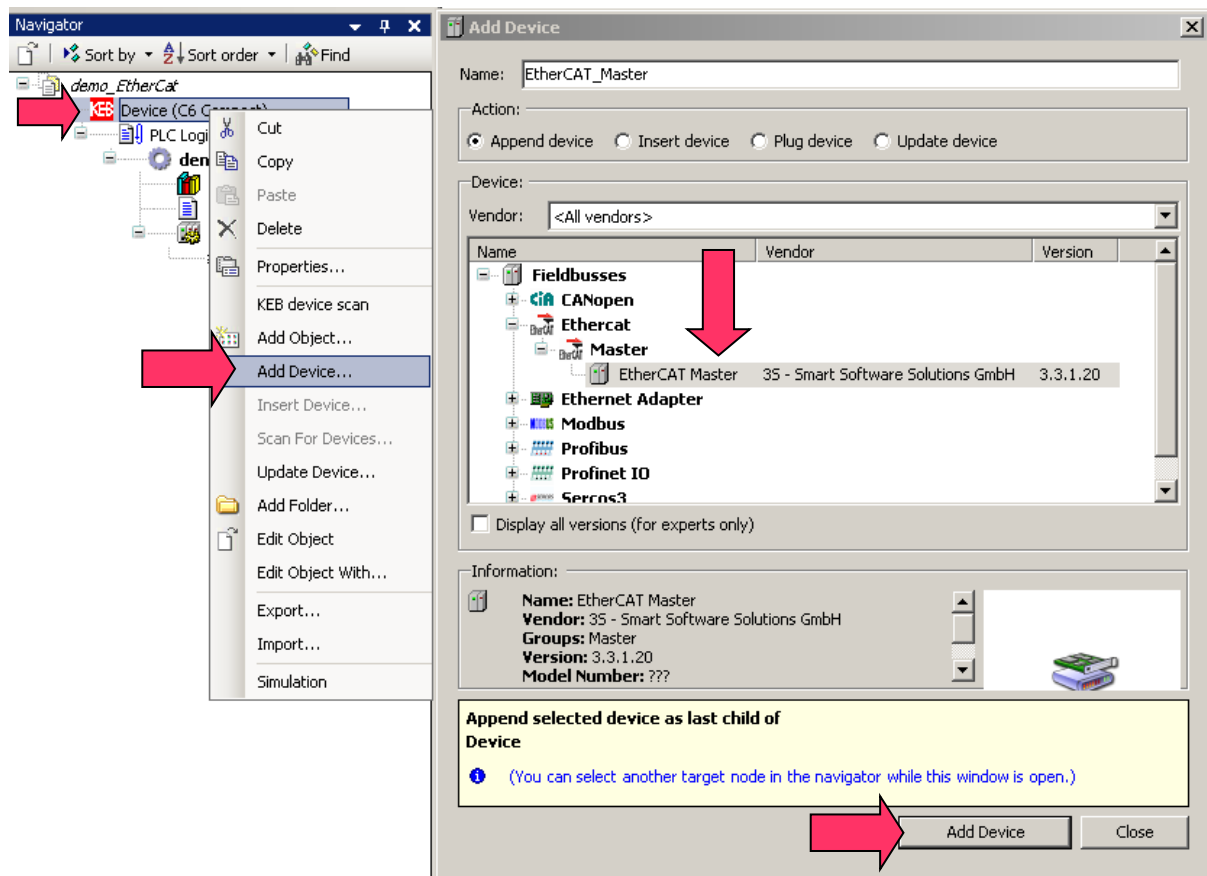 Navigator
Sort by
Sort order
Find
demo_EtherCat
KEB Device (C6 Compact)
PLC Logi
den
Cut
Copy
Paste
Delete
Properties...
KEB device scan
Add Object...
Add Device...
Insert Device...
Scan For Devices...
Update Device...
Add Folder...
Edit Object
Edit Object With...
Export...
Import...
Simulation
Add Device
Name: EtherCAT_Master
Action:
Append device Insert device Plug device Update device
Device:
Vendor: <All vendors>
Name Vendor Version
Fieldbusses
CiA CANopen
EtherCAT Ethercat
EtherCAT Master
EtherCAT Master 3S - Smart Software Solutions GmbH 3.3.1.20
Ethernet Adapter
Modbus
Profibus
Profinet IO
Sercos3
Display all versions (for experts only)
Information:
Name: EtherCAT Master
Vendor: 3S - Smart Software Solutions GmbH
Groups: Master
Version: 3.3.1.20
Model Number: ???
Append selected device as last child of
Device
(You can select another target node in the navigator while this window is open.)
Add Device Close